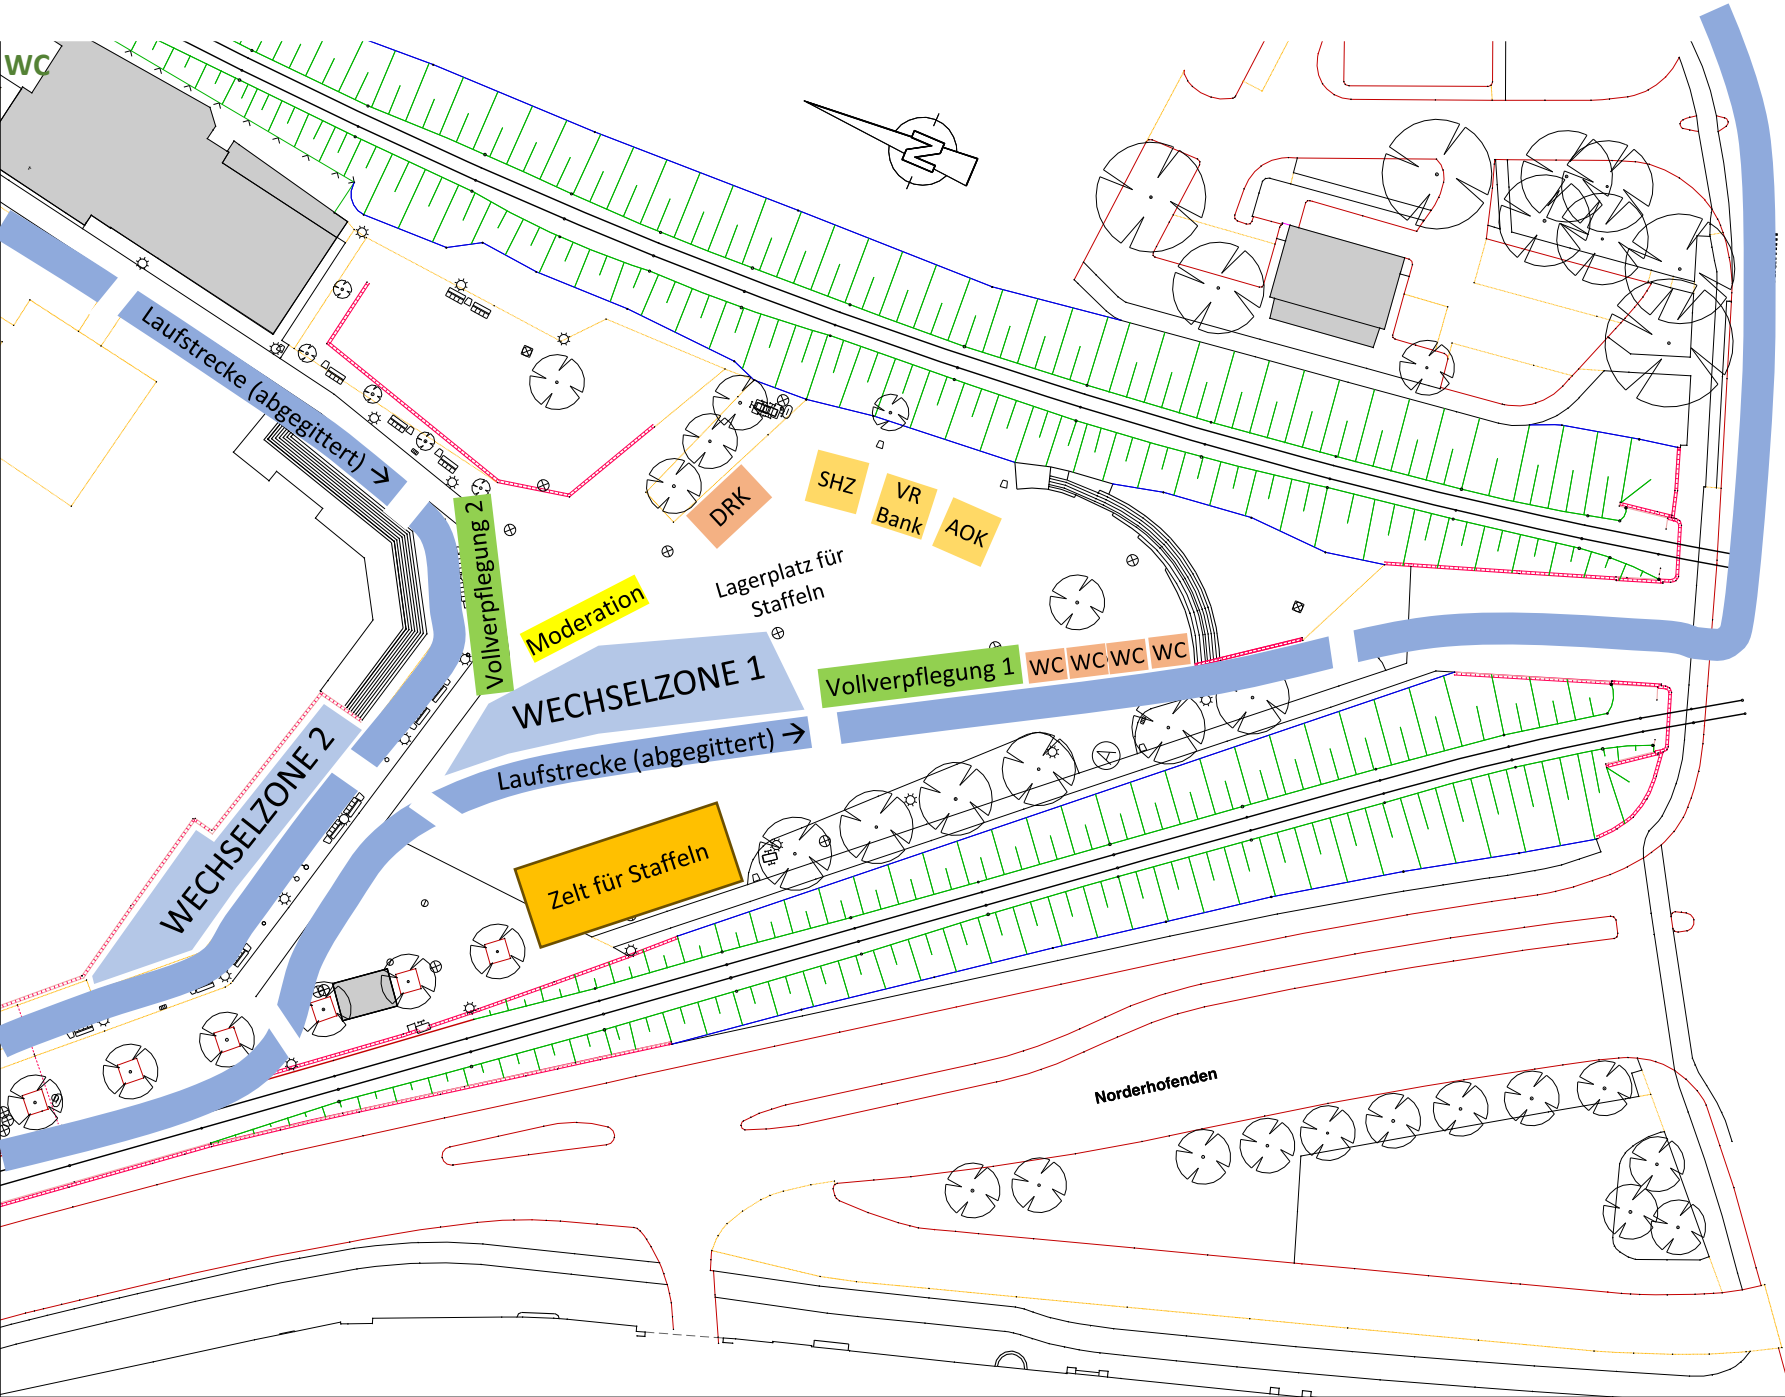 WC
N
Laufstrecke (abgegittert) →
SHZ
VR
Bank
AOK
DRK
Vollverpflegung 2
Moderation
Lagerplatz für
Staffeln
WECHSELZONE 1
Vollverpflegung 1
WC
WC
WC
WC
Laufstrecke (abgegittert) →
WECHSELZONE 2
Zelt für Staffeln
A
Norderhofenden